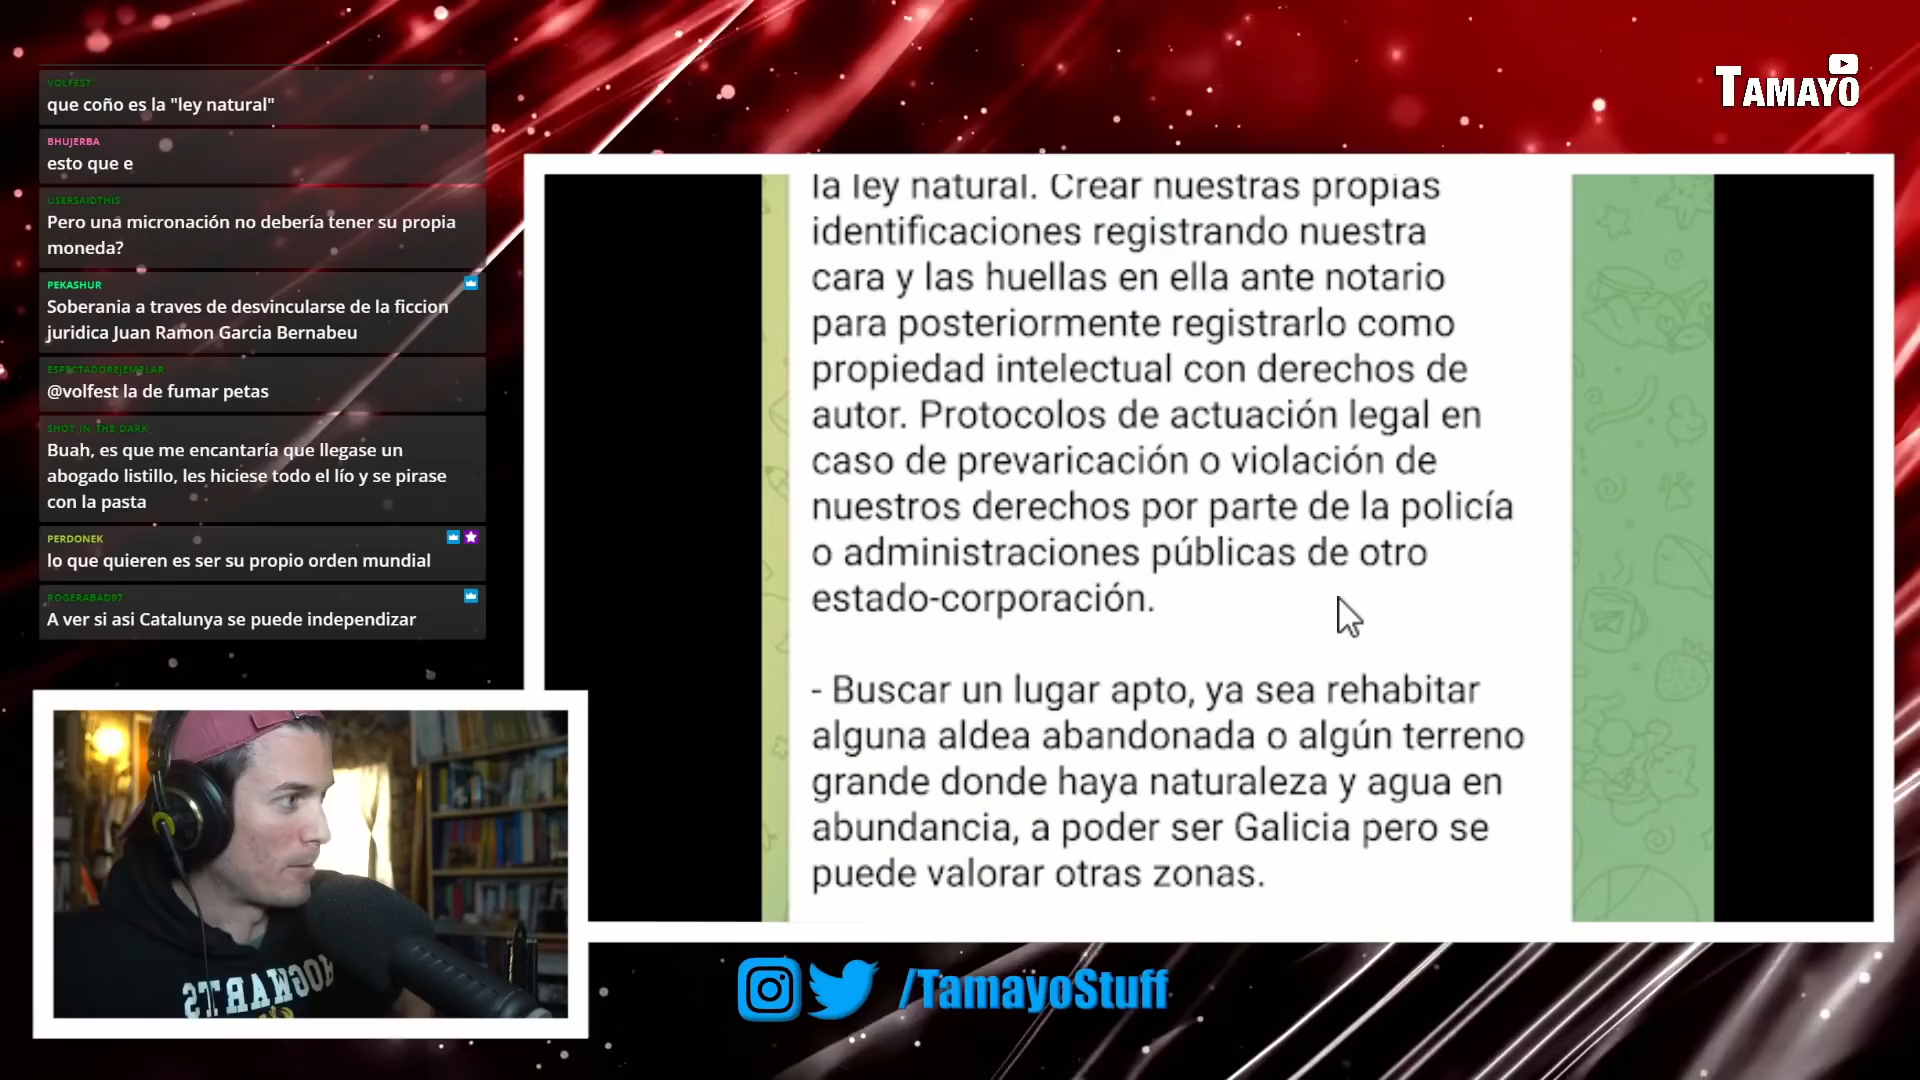 VOLFEST
que coño es la "ley natural"
BHUJERBA
esto que e
USERSAIDTHIS
Pero una micronación no debería tener su propia
moneda?
PEKASHUR
Soberania a traves de desvincularse de la ficcion
juridica Juan Ramon Garcia Bernabeu
ESPECTADOREJEMPLAR
@volfest la de fumar petas
SHOT_IN_THE_DARK_
Buah, es que me encantaría que llegase un
abogado listillo, les hiciese todo el lío y se pirase
con la pasta
PERDONEK
lo que quieren es ser su propio orden mundial
ROGERABAD97
A ver si asi Catalunya se puede independizar
TAMAYO
la ley natural. Crear nuestras propias
identificaciones registrando nuestra
cara y las huellas en ella ante notario
para posteriormente registrarlo como
propiedad intelectual con derechos de
autor. Protocolos de actuación legal en
caso de prevaricación o violación de
nuestros derechos por parte de la policía
o administraciones públicas de otro
estado-corporación.
- Buscar un lugar apto, ya sea rehabitar
alguna aldea abandonada o algún terreno
grande donde haya naturaleza y agua en
abundancia, a poder ser Galicia pero se
puede valorar otras zonas.
HOGWARTS
/TamayoStuff